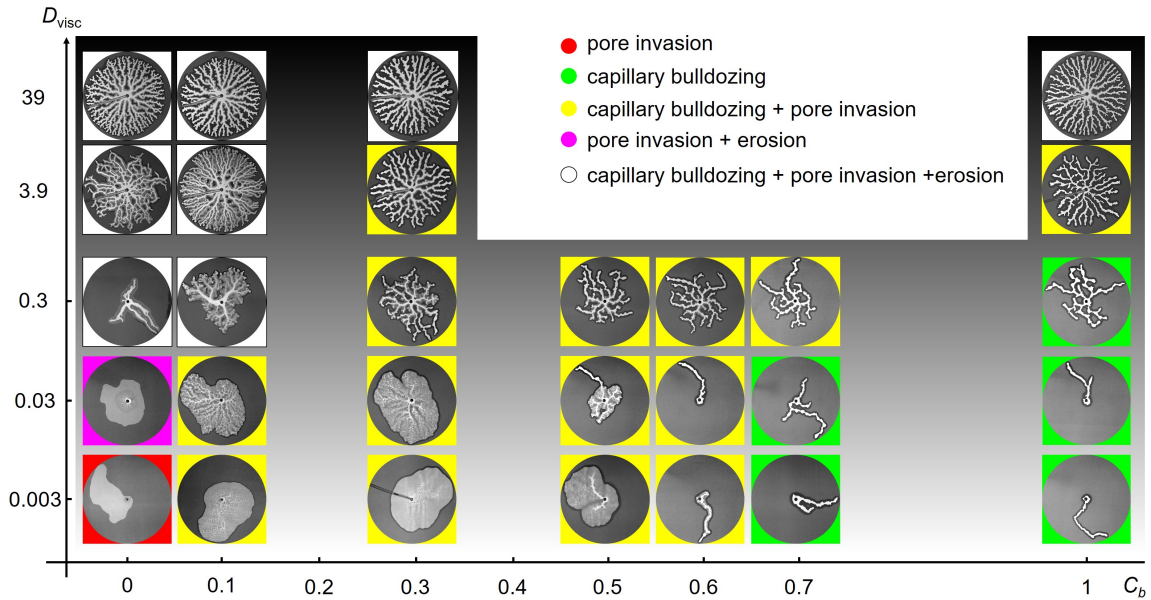 Dvisc
pore invasion
capillary bulldozing
capillary bulldozing + pore invasion
pore invasion + erosion
capillary bulldozing + pore invasion +erosion
39
3.9
0.3
0.03
0.003
0 0.1 0.2 0.3 0.4 0.5 0.6 0.7 1 Cb